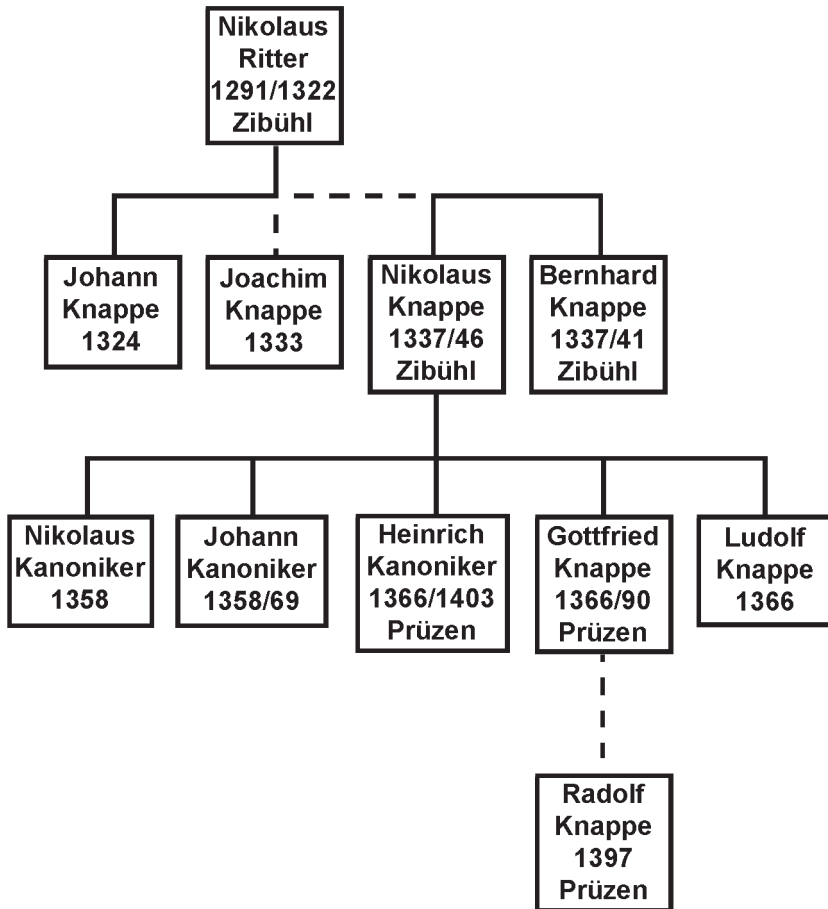 Nikolaus
Ritter
1291/1322
Zibühl
Johann
Knappe
1324
Joachim
Knappe
1333
Nikolaus
Knappe
1337/46
Zibühl
Bernhard
Knappe
1337/41
Zibühl
Nikolaus
Kanoniker
1358
Johann
Kanoniker
1358/69
Heinrich
Kanoniker
1366/1403
Prüzen
Gottfried
Knappe
1366/90
Prüzen
Ludolf
Knappe
1366
Radolf
Knappe
1397
Prüzen